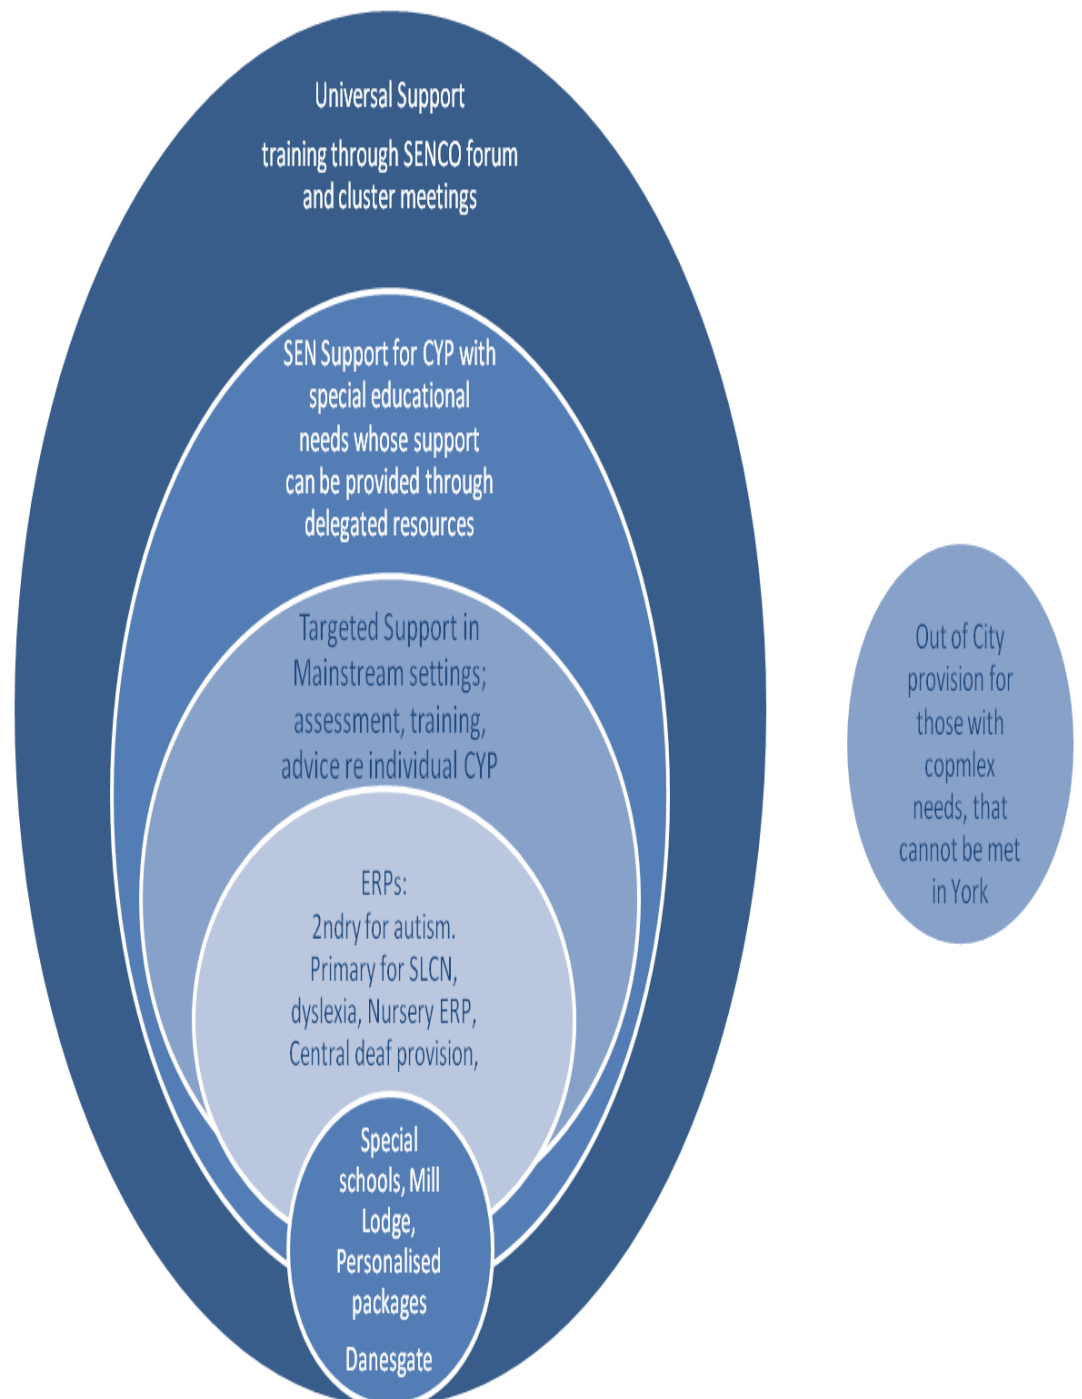 Universal Support
training through SENCO forum
and cluster meetings
SEN Support for CYP with
special educational
needs whose support
can be provided through
delegated resources
Targeted Support in
Mainstream settings;
assessment, training,
advice re individual CYP
ERPs:
2ndry for autism.
Primary for SLCN,
dyslexia, Nursery ERP,
Central deaf provision,
Special
schools, Mill
Lodge,
Personalised
packages
Danesgate
Out of City
provision for
those with
copmlex
needs, that
cannot be met
in York